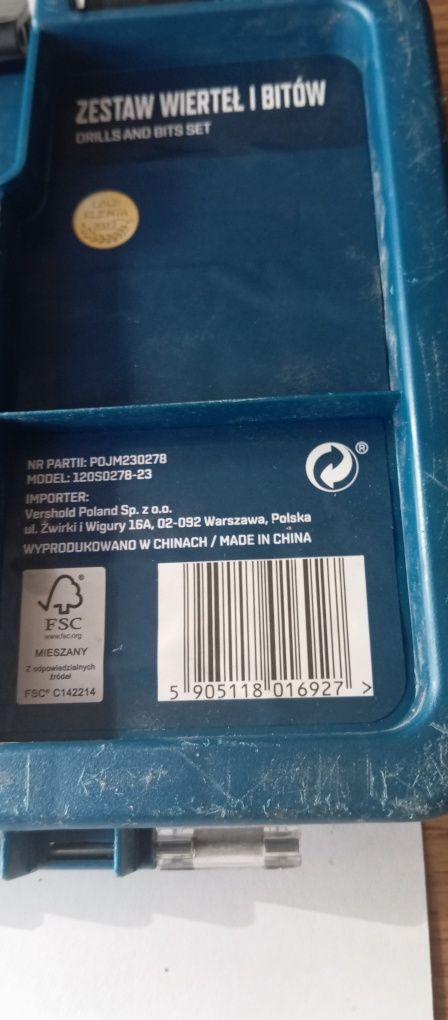 ZESTAW WIERTEŁ I BITÓW
DRILLS AND BITS SET
LAUR
KLIENTA
NR PARTII: POJM230278
MODEL: 120S0278-23
IMPORTER:
Vershold Poland Sp. z o.o.
ul. Żwirki i Wigury 16A, 02-092 Warszawa, Polska
WYPRODUKOWANO W CHINACH / MADE IN CHINA
®
FSC
www.fsc.org
MIESZANY
Z odpowiedzialnych
źródeł
FSC® C142214
5 905118 016927 >